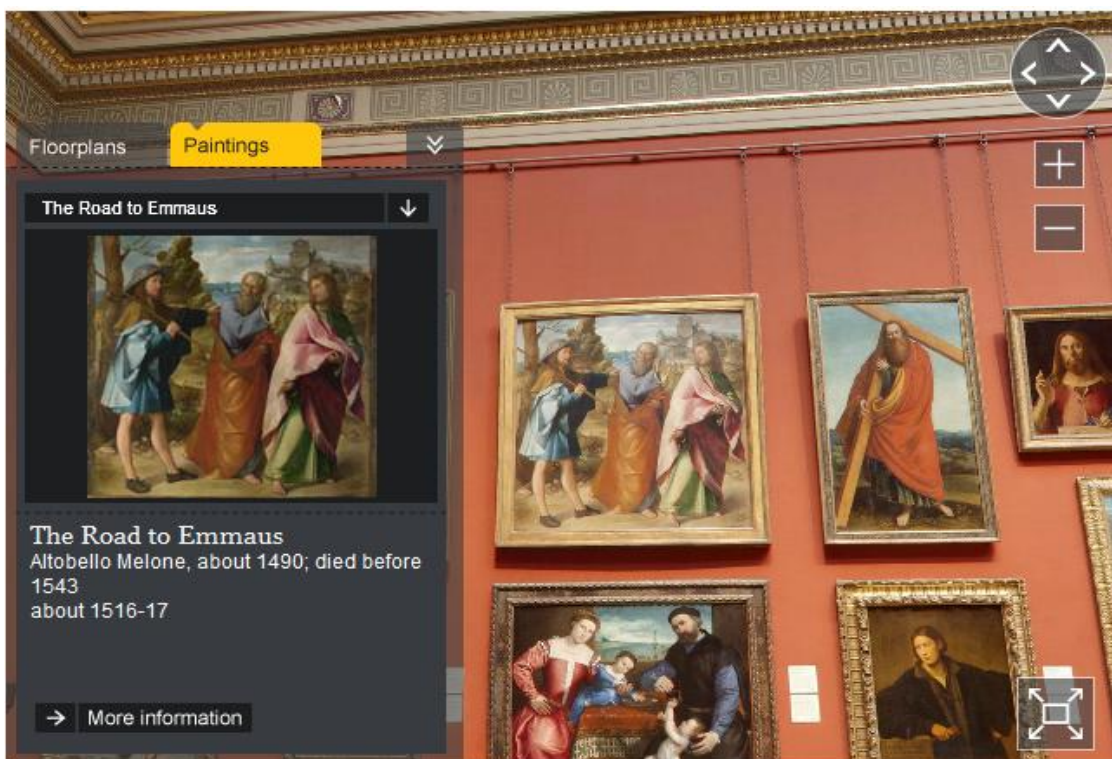 Floorplans
Paintings
The Road to Emmaus
The Road to Emmaus
Altobello Melone, about 1490; died before
1543
about 1516-17
More information